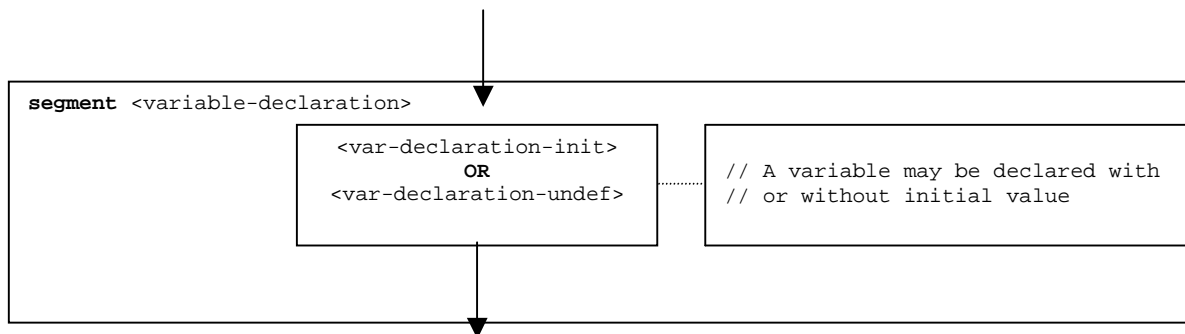 segment <variable-declaration>
<var-declaration-init>
OR
<var-declaration-undef>
// A variable may be declared with
// or without initial value